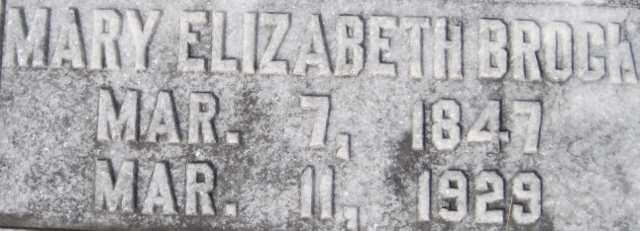 MARY ELIZABETH BROCK
MAR. 7, 1847
MAR. 11, 1929